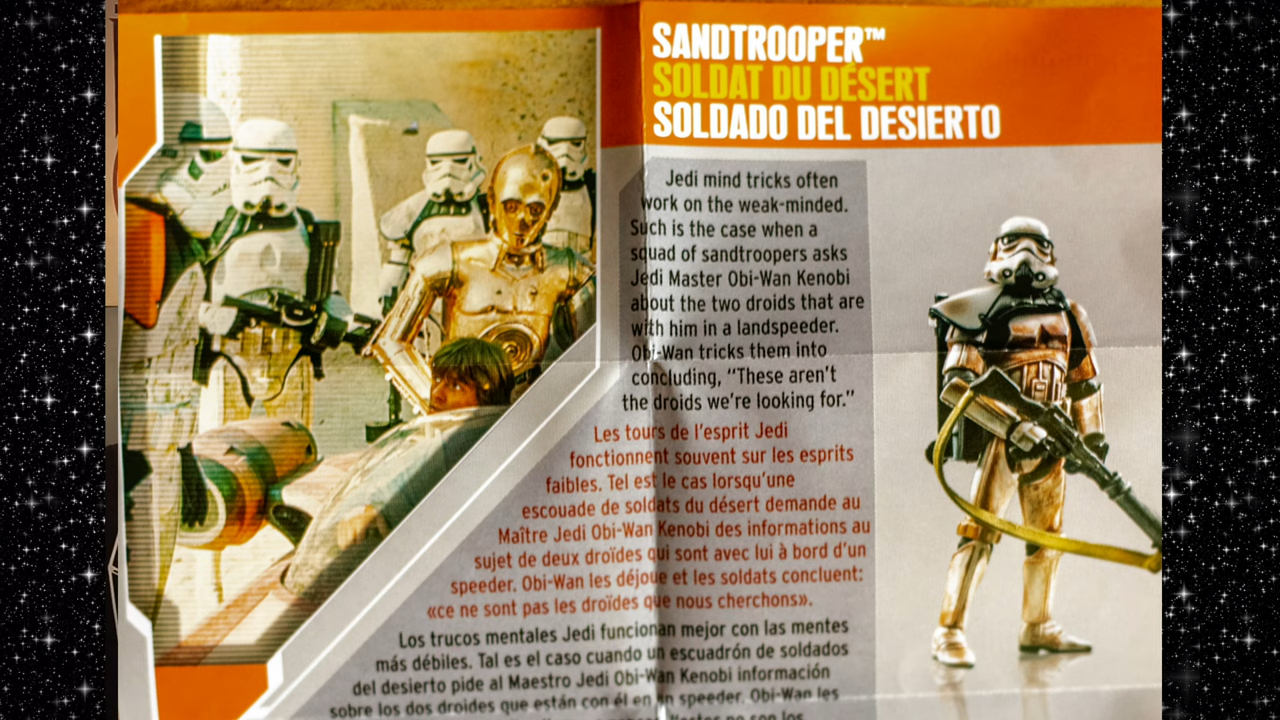 SANDTROOPER™
SOLDAT DU DÉSERT
SOLDADO DEL DESIERTO
Jedi mind tricks often
work on the weak-minded.
Such is the case when a
squad of sandtroopers asks
Jedi Master Obi-Wan Kenobi
about the two droids that are
with him in a landspeeder.
Obi-Wan tricks them into
concluding, “These aren’t
the droids we’re looking for.”
Les tours de l’esprit Jedi
fonctionnent souvent sur les esprits
faibles. Tel est le cas lorsqu’une
escouade de soldats du désert demande au
Maître Jedi Obi-Wan Kenobi des informations au
sujet de deux droïdes qui sont avec lui à bord d’un
speeder. Obi-Wan les déjoue et les soldats concluent:
«ce ne sont pas les droïdes que nous cherchons».
Los trucos mentales Jedi funcionan mejor con las mentes
más débiles. Tal es el caso cuando un escuadrón de soldados
del desierto pide al Maestro Jedi Obi-Wan Kenobi información
sobre los dos droides que están con él en un speeder. Obi-Wan les
no son los